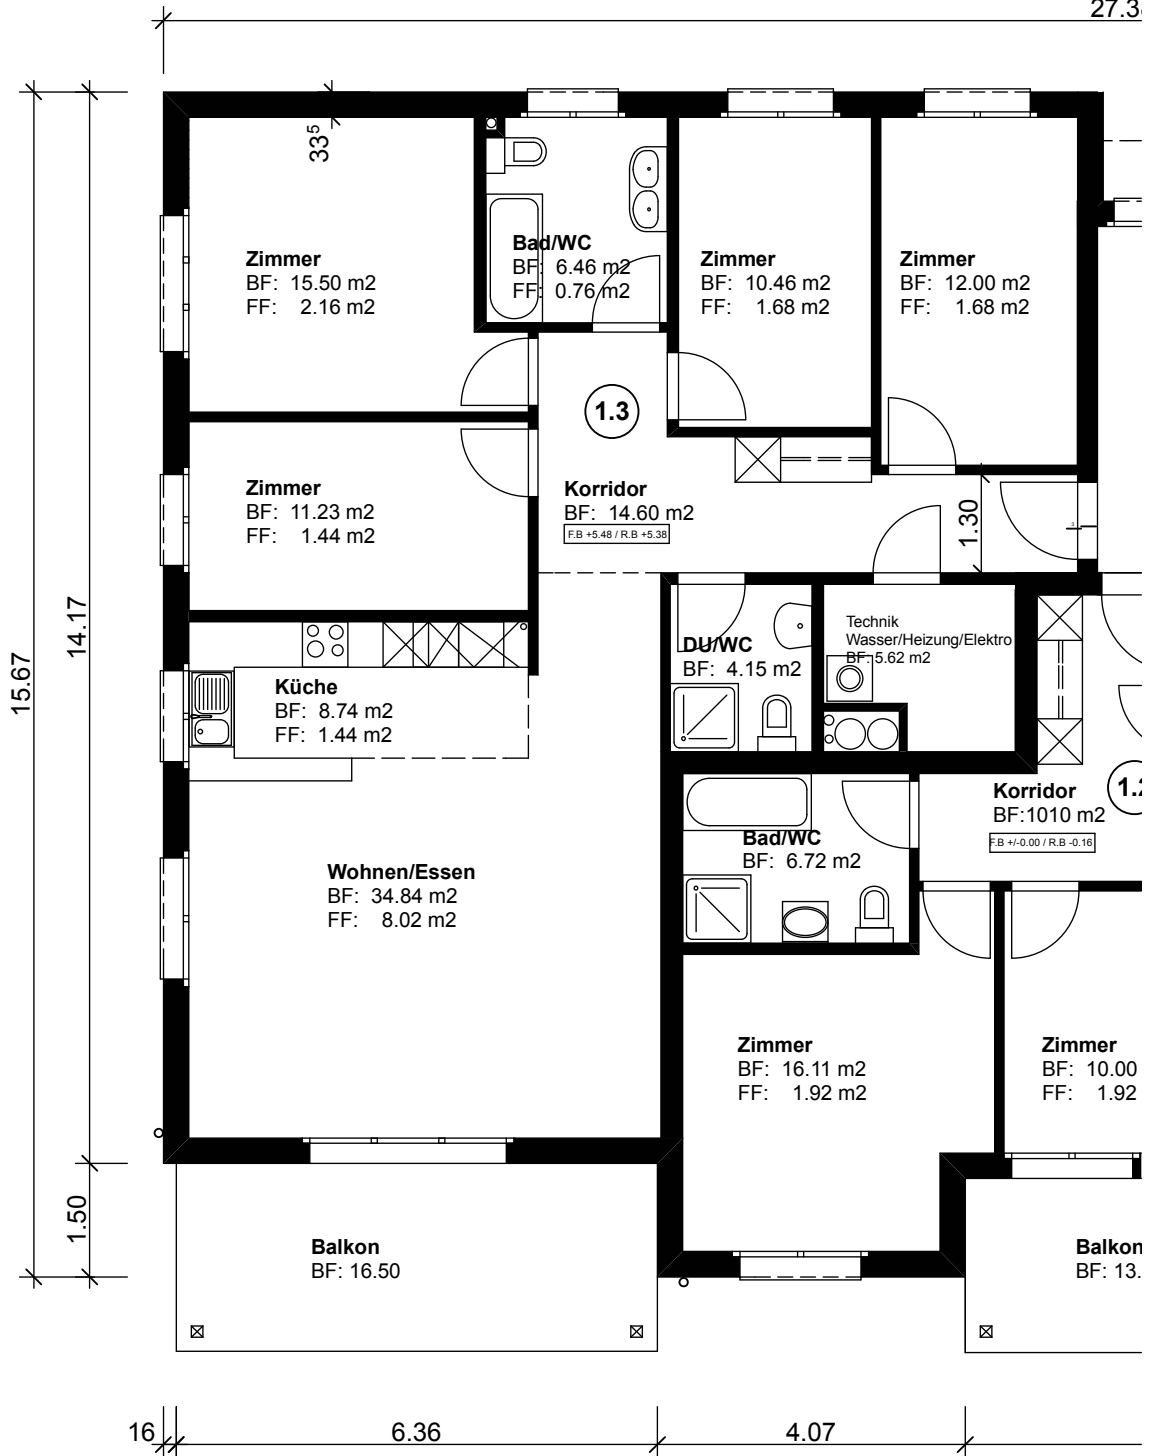 27.3
33⁵
Zimmer
BF: 15.50 m2
FF: 2.16 m2
Bad/WC
BF: 6.46 m2
FF: 0.76 m2
Zimmer
BF: 10.46 m2
FF: 1.68 m2
Zimmer
BF: 12.00 m2
FF: 1.68 m2
1.3
Zimmer
BF: 11.23 m2
FF: 1.44 m2
Korridor
BF: 14.60 m2
F.B +5.48 / R.B +5.38
1.30
3
14.17
15.67
Technik
Wasser/Heizung/Elektro
BF: 5.62 m2
DU/WC
BF: 4.15 m2
Küche
BF: 8.74 m2
FF: 1.44 m2
Korridor
BF:1010 m2
F.B +/-0.00 / R.B -0.16
1.2
Bad/WC
BF: 6.72 m2
Wohnen/Essen
BF: 34.84 m2
FF: 8.02 m2
Zimmer
BF: 16.11 m2
FF: 1.92 m2
Zimmer
BF: 10.00
FF: 1.92
1.50
Balkon
BF: 16.50
Balkon
BF: 13.
16
6.36
4.07